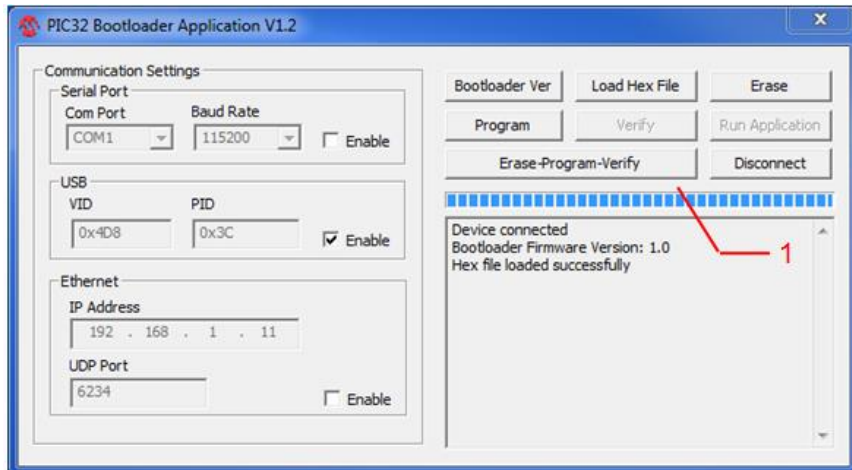 PIC32 Bootloader Application V1.2
X
Communication Settings
Serial Port
Com Port Baud Rate
COM1 115200 Enable
USB
VID PID
0x4D8 0x3C Enable
Ethernet
IP Address
192 . 168 . 1 . 11
UDP Port
6234 Enable
Bootloader Ver Load Hex File Erase
Program Verify Run Application
Erase-Program-Verify Disconnect
Device connected
Bootloader Firmware Version: 1.0
Hex file loaded successfully
1